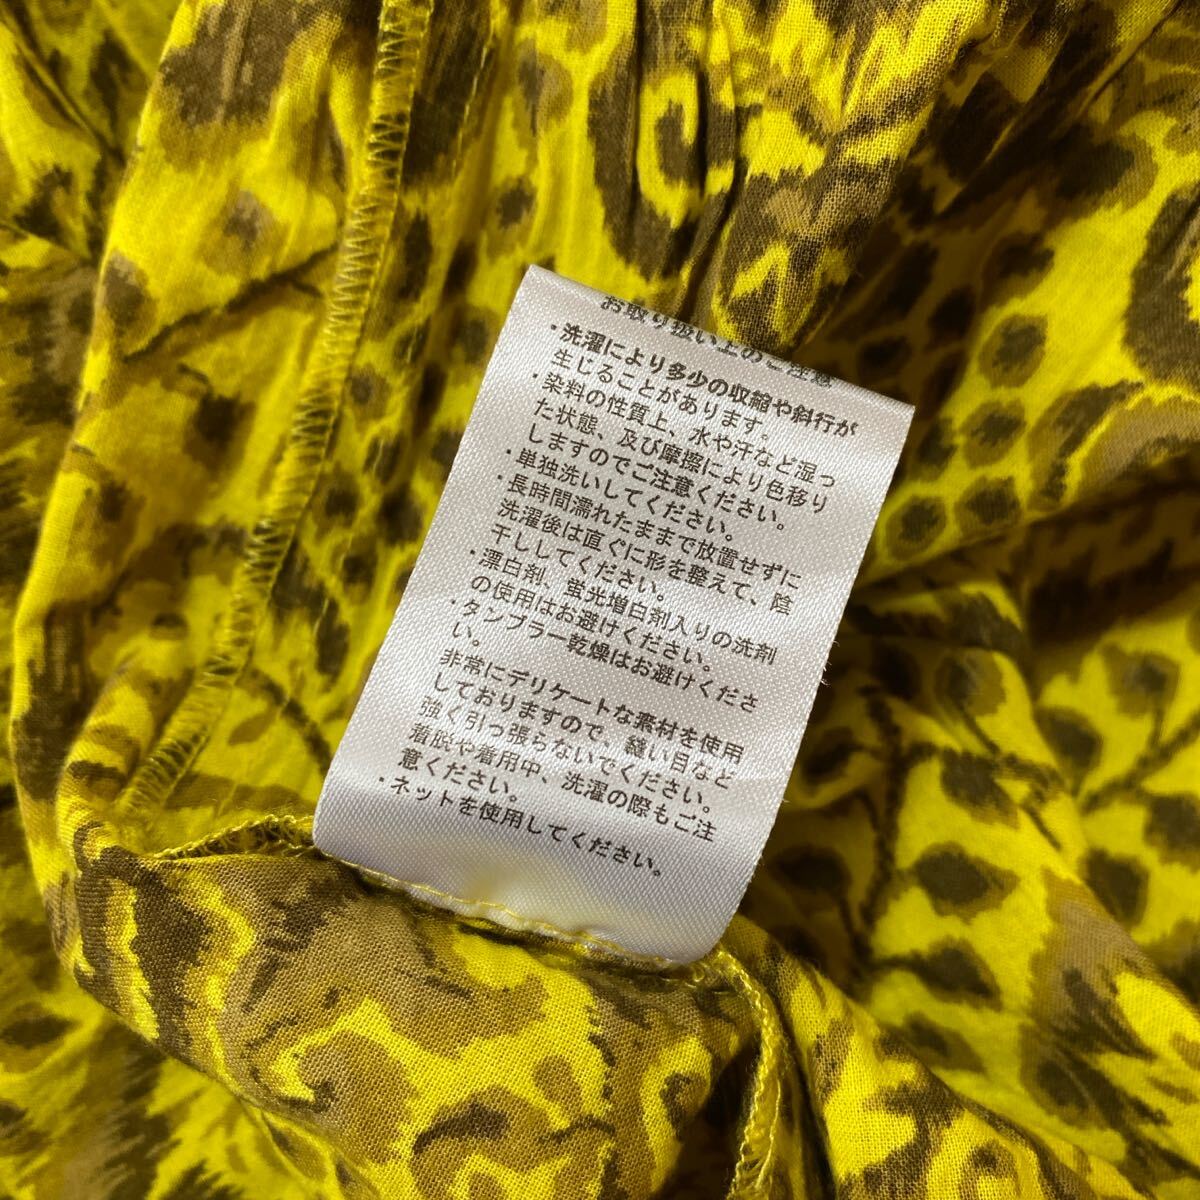 お取り扱い上のご注意
・洗濯により多少の収縮や斜行が
生じることがあります。
・染料の性質上、水や汗など湿っ
た状態、及び摩擦により色移り
しますのでご注意ください。
・単独洗いしてください。
・長時間濡れたままで放置せずに
洗濯後は直ぐに形を整えて、陰
干ししてください。
・漂白剤、蛍光増白剤入りの洗剤
の使用はお避けください。
・タンブラー乾燥はお避けくださ
い。
非常にデリケートな素材を使用
しておりますので、縫い目など
強く引っ張らないでください。
着脱や着用中、洗濯の際もご注
意ください。
・ネットを使用してください。